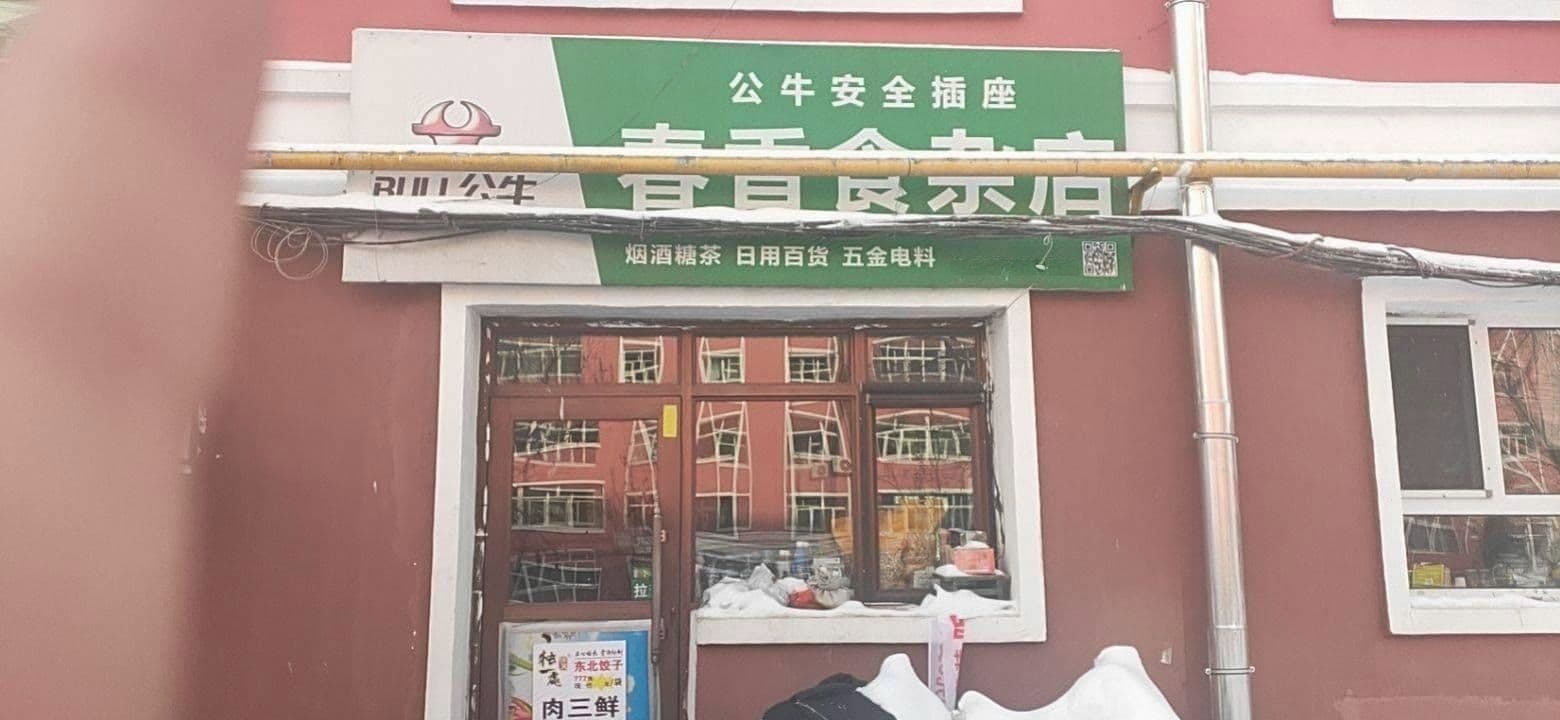 公牛安全插座
春香食杂店
BULL公牛
烟酒糖茶 日用百货 五金电料
拉
东北饺子
肉三鲜